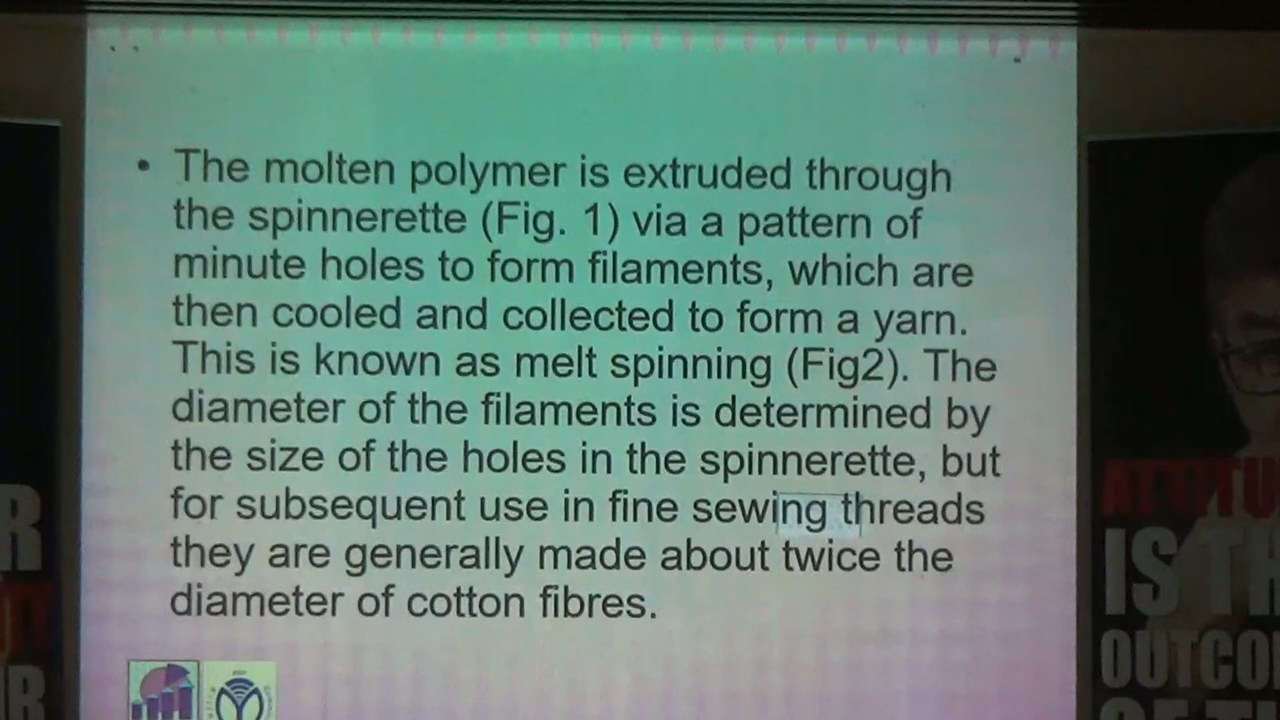 • The molten polymer is extruded through
the spinnerette (Fig. 1) via a pattern of
minute holes to form filaments, which are
then cooled and collected to form a yarn.
This is known as melt spinning (Fig2). The
diameter of the filaments is determined by
the size of the holes in the spinnerette, but
for subsequent use in fine sewing threads
they are generally made about twice the
diameter of cotton fibres.
IS